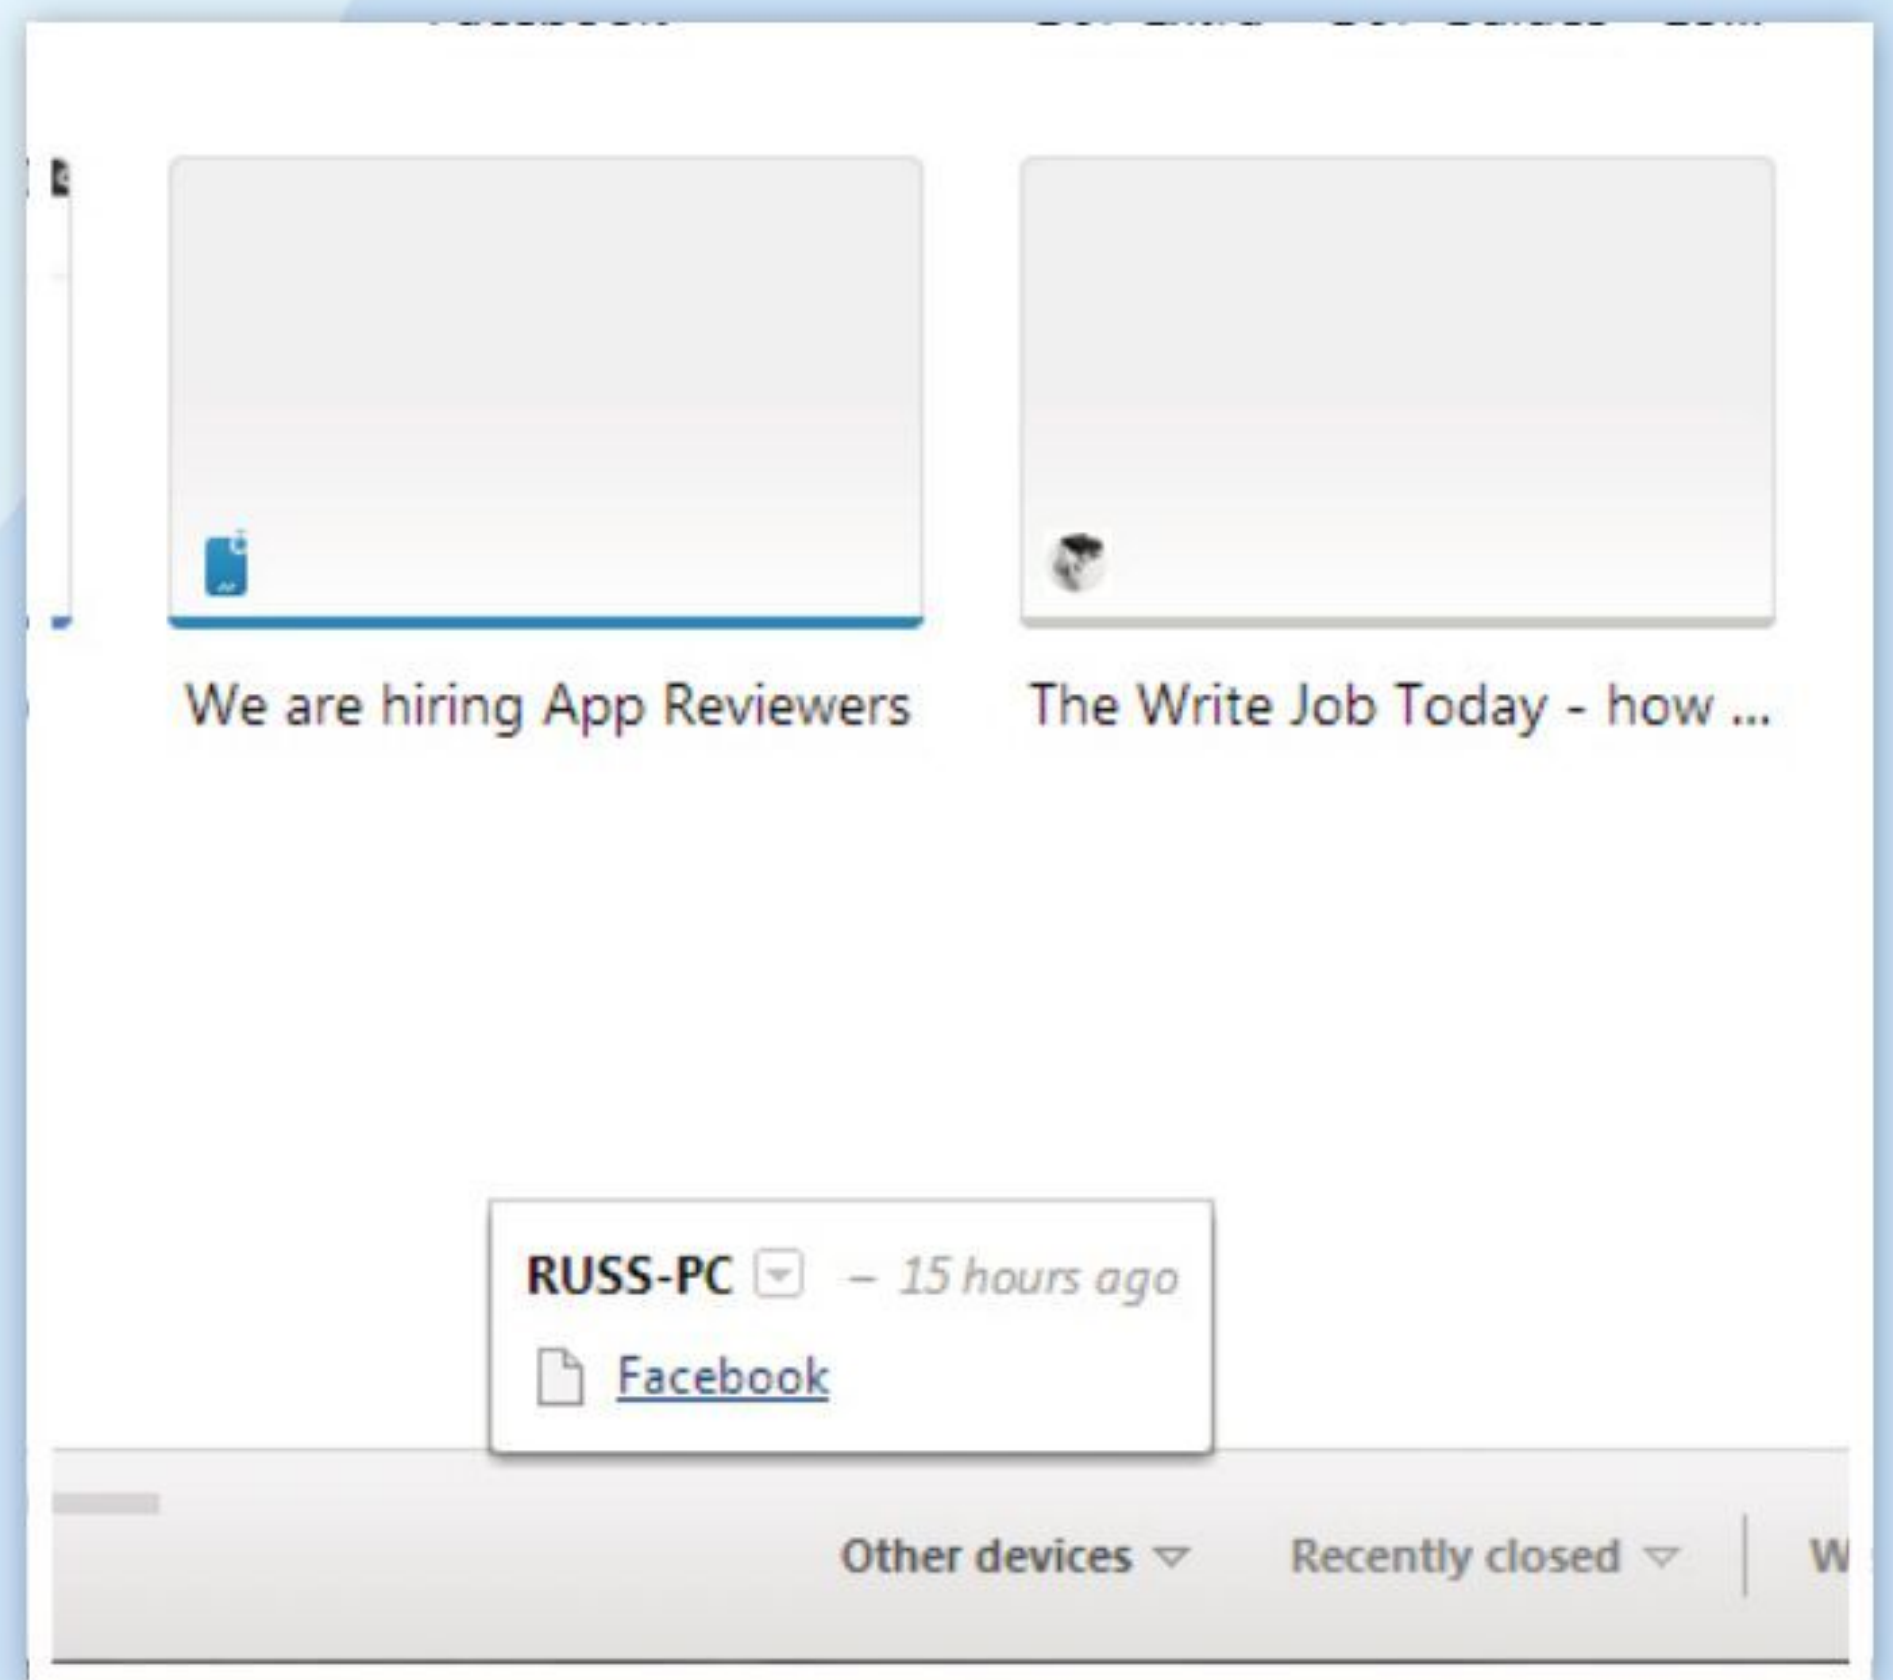 We are hiring App Reviewers
The Write Job Today - how ...
RUSS-PC – 15 hours ago
Facebook
Other devices
Recently closed